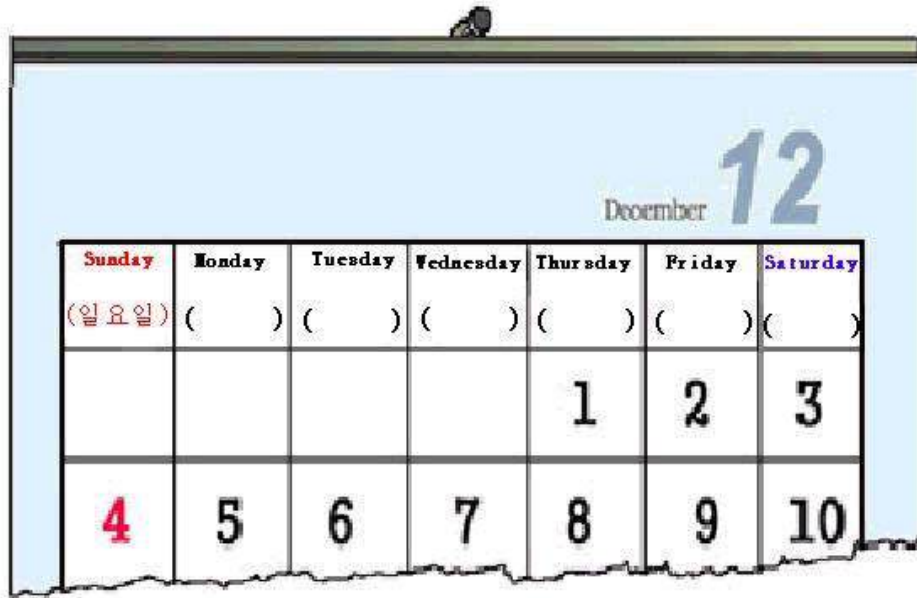 12
December
Sunday Monday Tuesday Wednesday Thursday Friday Saturday
(일요일) ( ) ( ) ( ) ( ) ( ) ( )
1 2 3
4 5 6 7 8 9 10